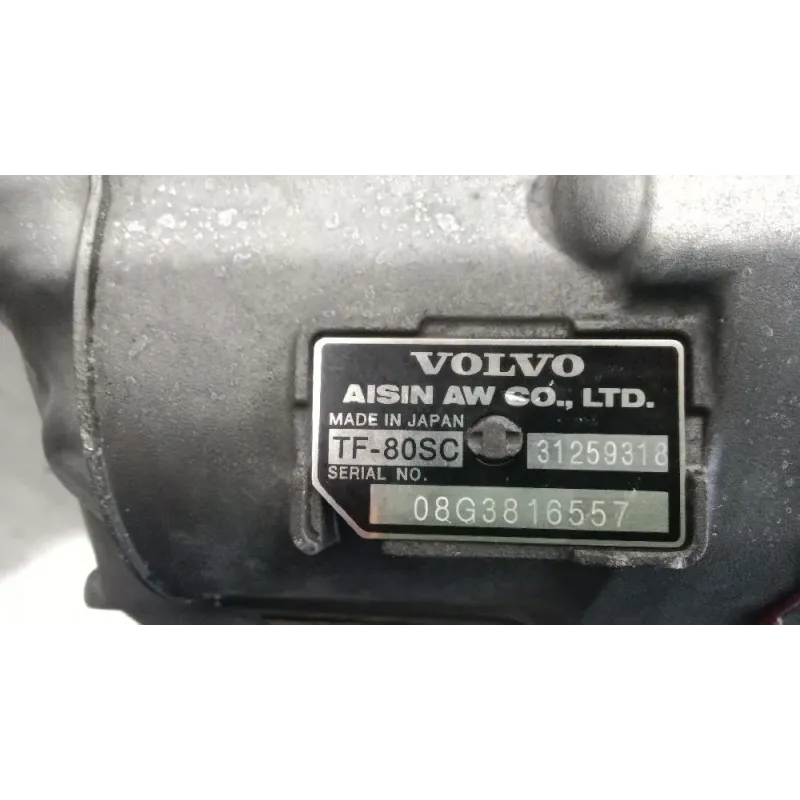 VOLVO
AISIN AW CO., LTD.
MADE IN JAPAN
TF-80SC 31259318
SERIAL NO.
08G3816557